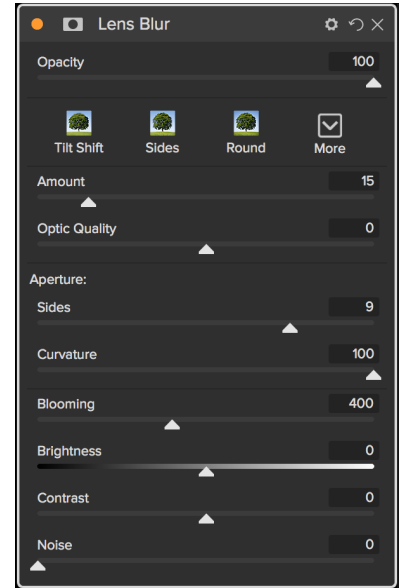 Lens Blur
Opacity 100
Tilt Shift Sides Round More
Amount 15
Optic Quality 0
Aperture:
Sides 9
Curvature 100
Blooming 400
Brightness 0
Contrast 0
Noise 0